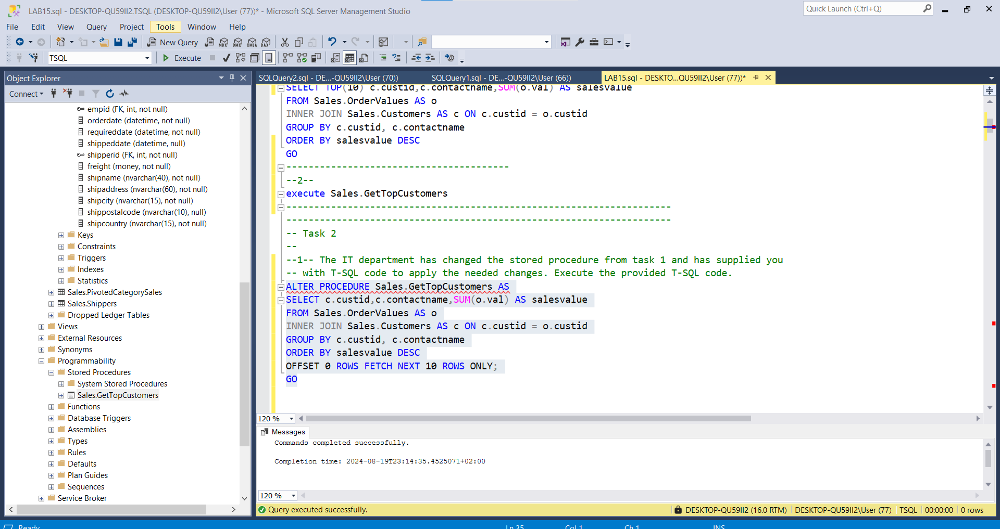 LAB15.sql - DESKTOP-QU59II2.TSQL (DESKTOP-QU59II2\User (77))* - Microsoft SQL Server Management Studio
Quick Launch (Ctrl+Q)
File Edit View Query Project Tools Window Help
New Query
MDX DMX XMLA DAX
TSQL
Execute
Object Explorer
Connect
empid (FK, int, not null)
orderdate (datetime, not null)
requireddate (datetime, not null)
shippeddate (datetime, null)
shipperid (FK, int, not null)
freight (money, not null)
shipname (nvarchar(40), not null)
shipaddress (nvarchar(60), not null)
shipcity (nvarchar(15), not null)
shippostalcode (nvarchar(10), null)
shipcountry (nvarchar(15), not null)
Keys
Constraints
Triggers
Indexes
Statistics
Sales.PivotedCategorySales
Sales.Shippers
Dropped Ledger Tables
Views
External Resources
Synonyms
Programmability
Stored Procedures
System Stored Procedures
Sales.GetTopCustomers
Functions
Database Triggers
Assemblies
Types
Rules
Defaults
Plan Guides
Sequences
Service Broker
SQLQuery2.sql - DE...-QU59II2\User (70))
SQLQuery1.sql - DE...-QU59II2\User (66))
LAB15.sql - DESKTO...QU59II2\User (77))*
SELECT TOP(10) c.custid,c.contactname,SUM(o.val) AS salesvalue
FROM Sales.OrderValues AS o
INNER JOIN Sales.Customers AS c ON c.custid = o.custid
GROUP BY c.custid, c.contactname
ORDER BY salesvalue DESC
GO
----------------------------------------
--2--
execute Sales.GetTopCustomers
---------------------------------------------------------------------
---------------------------------------------------------------------
-- Task 2
--
--1-- The IT department has changed the stored procedure from task 1 and has supplied you
-- with T-SQL code to apply the needed changes. Execute the provided T-SQL code.
ALTER PROCEDURE Sales.GetTopCustomers AS
SELECT c.custid,c.contactname,SUM(o.val) AS salesvalue
FROM Sales.OrderValues AS o
INNER JOIN Sales.Customers AS c ON c.custid = o.custid
GROUP BY c.custid, c.contactname
ORDER BY salesvalue DESC
OFFSET 0 ROWS FETCH NEXT 10 ROWS ONLY;
GO
120 %
Messages
Commands completed successfully.
Completion time: 2024-08-19T23:14:35.4525071+02:00
120 %
Query executed successfully.
DESKTOP-QU59II2 (16.0 RTM)
DESKTOP-QU59II2\User (77)
TSQL
00:00:00
0 rows
Ready
Ln 35
Col 1
Ch 1
INS